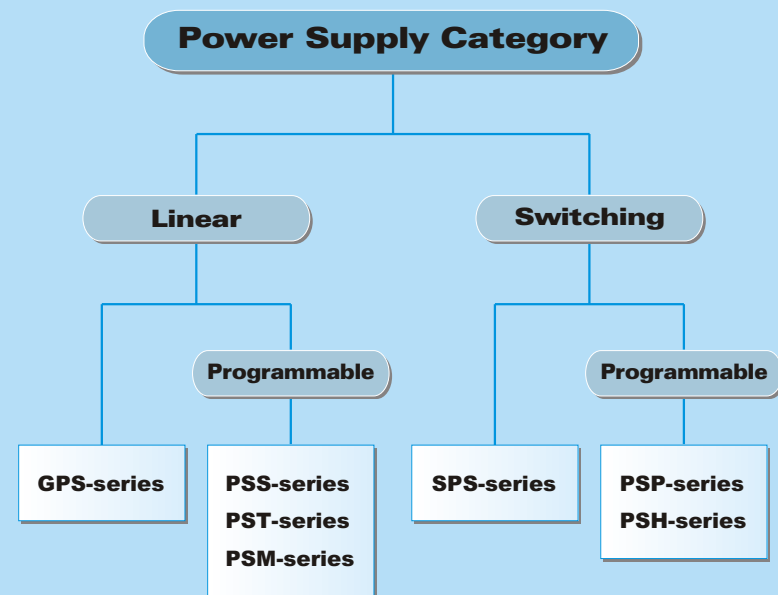 Power Supply Category
Linear
Switching
Programmable
Programmable
GPS-series
PSS-series
PST-series
PSM-series
SPS-series
PSP-series
PSH-series